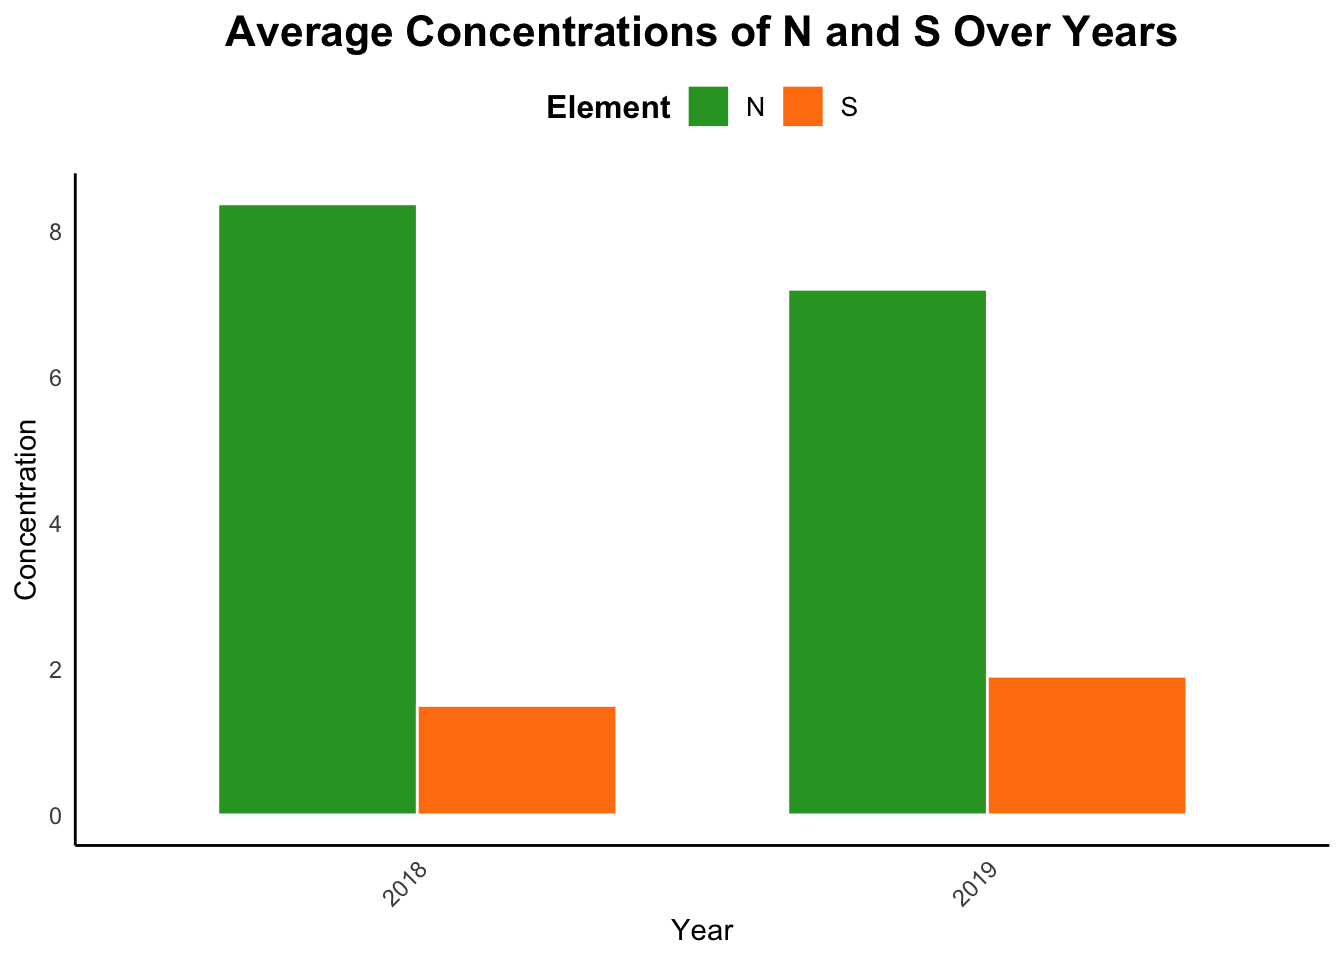 Average Concentrations of N and S Over Years
Element N S
Concentration
8
6
4
2
0
2018 2019
Year